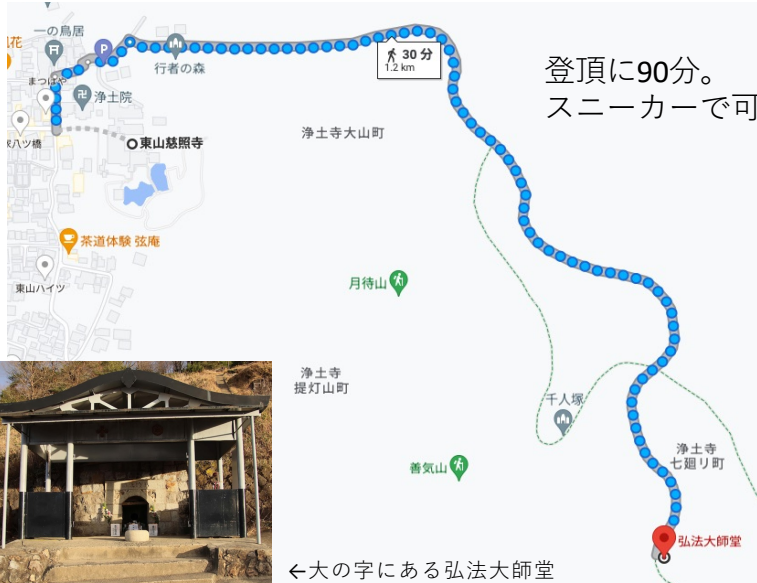 一の鳥居
風花
行者の森
30 分
1.2 km
登頂に90分。
スニーカーで可
まつばや
浄土院
八ツ橋
東山慈照寺
浄土寺大山町
茶道体験 弦庵
東山ハイツ
月待山
浄土寺
提灯山町
千人塚
善気山
浄土寺
七廻り町
弘法大師堂
←大の字にある弘法大師堂